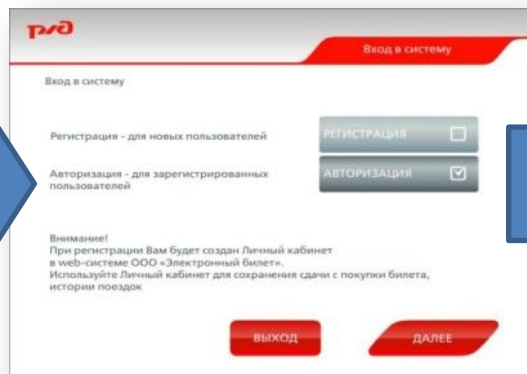 ржд
Вход в систему
Вход в систему
Регистрация - для новых пользователей
РЕГИСТРАЦИЯ
Авторизация - для зарегистрированных
пользователей
АВТОРИЗАЦИЯ
Внимание!
При регистрации Вам будет создан Личный кабинет
в web-системе ООО «Электронный билет».
Используйте Личный кабинет для сохранения сдачи с покупки билета,
истории поездок
ВЫХОД
ДАЛЕЕ